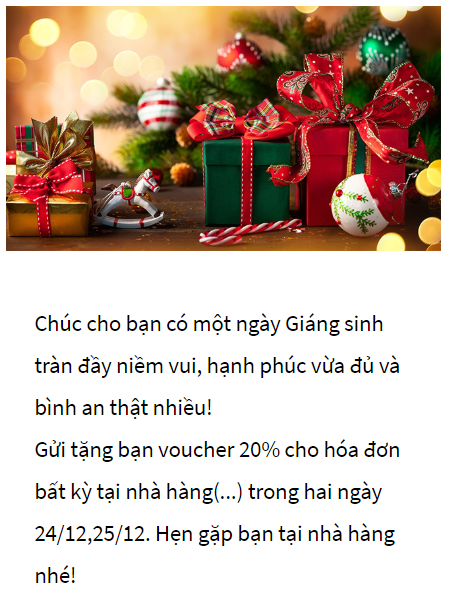 Chúc cho bạn có một ngày Giáng sinh
tràn đầy niềm vui, hạnh phúc vừa đủ và
bình an thật nhiều!
Gửi tặng bạn voucher 20% cho hóa đơn
bất kỳ tại nhà hàng(...) trong hai ngày
24/12,25/12. Hẹn gặp bạn tại nhà hàng
nhé!